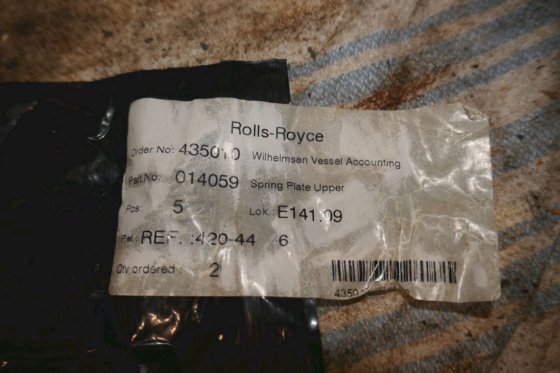 Rolls-Royce
Order No: 435010 Wilhelmsen Vessel Accounting
Part No: 014059 Spring Plate Upper
Pos: 5 Lok.: E141.09
Ref.: REF. :420-44 6
Qty ordered : 2